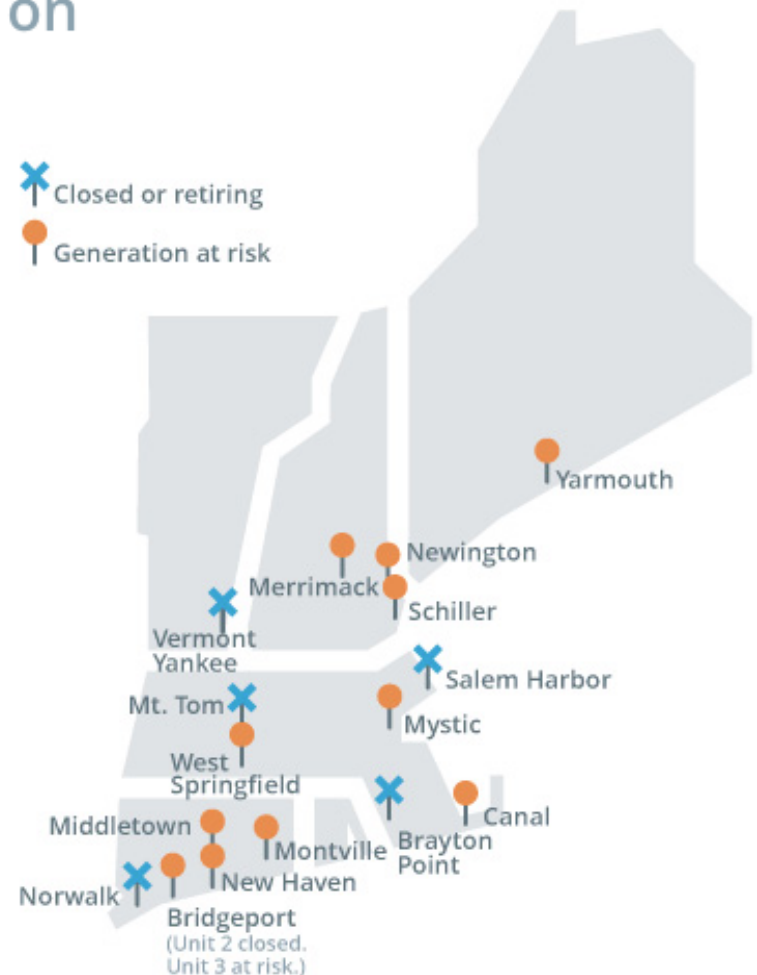 on
Closed or retiring
Generation at risk
Yarmouth
Newington
Merrimack
Schiller
Vermont
Yankee
Salem Harbor
Mt. Tom
Mystic
West
Springfield
Canal
Middletown
Brayton
Point
Montville
New Haven
Norwalk
Bridgeport
(Unit 2 closed.
Unit 3 at risk.)